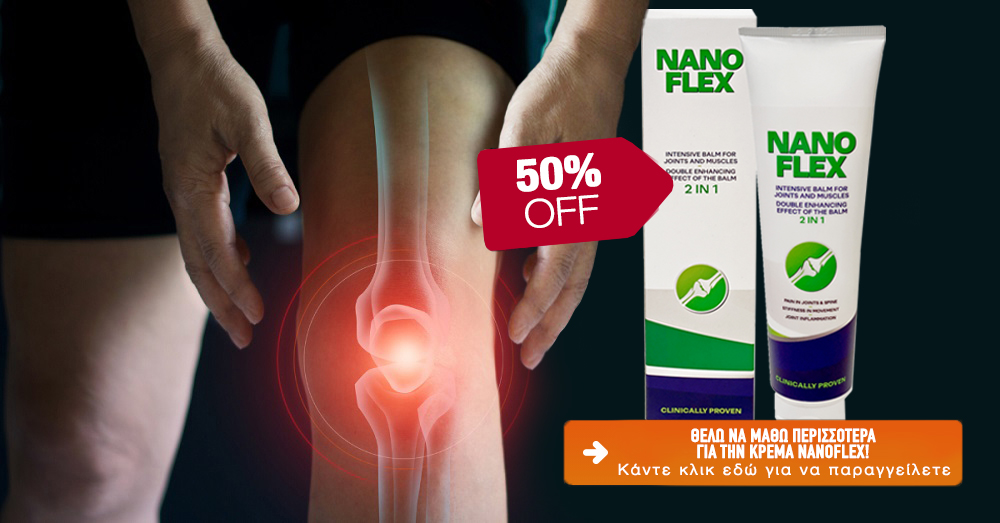 50%
OFF
NANO
FLEX
INTENSIVE BALM FOR
JOINTS AND MUSCLES
DOUBLE ENHANCING
EFFECT OF THE BALM
2 IN 1
CLINICALLY PROVEN
NANO
FLEX
INTENSIVE BALM FOR
JOINTS AND MUSCLES
DOUBLE ENHANCING
EFFECT OF THE BALM
2 IN 1
PAIN IN JOINTS & SPINE
STIFFNESS IN MOVEMENT
JOINT INFLAMMATION
CLINICALLY PROVEN
ΘΕΛΩ ΝΑ ΜΑΘΩ ΠΕΡΙΣΣΟΤΕΡΑ
ΓΙΑ ΤΗΝ ΚΡΕΜΑ NANOFLEX!
Κάντε κλικ εδώ για να παραγγείλετε